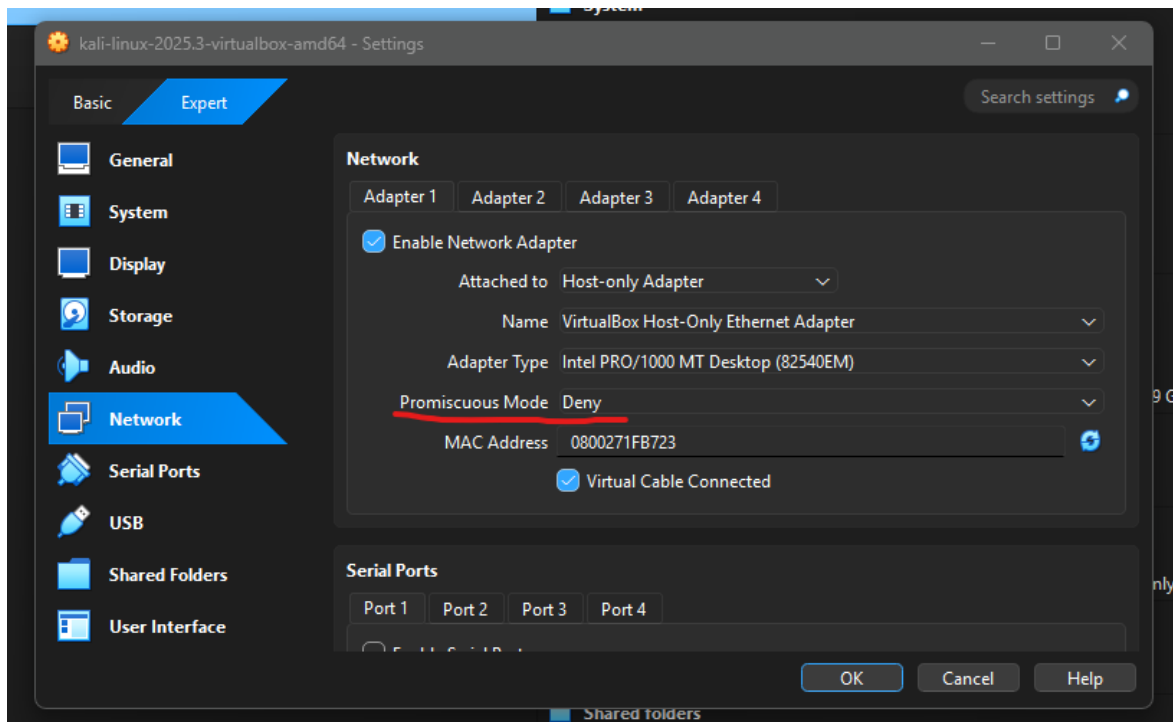 System
kali-linux-2025.3-virtualbox-amd64 - Settings
Basic
Expert
Search settings
General
System
Display
Storage
Audio
Network
Serial Ports
USB
Shared Folders
User Interface
Network
Adapter 1 Adapter 2 Adapter 3 Adapter 4
Enable Network Adapter
Attached to Host-only Adapter
Name VirtualBox Host-Only Ethernet Adapter
Adapter Type Intel PRO/1000 MT Desktop (82540EM)
Promiscuous Mode Deny
MAC Address 0800271FB723
Virtual Cable Connected
Serial Ports
Port 1 Port 2 Port 3 Port 4
OK Cancel Help
Shared folders